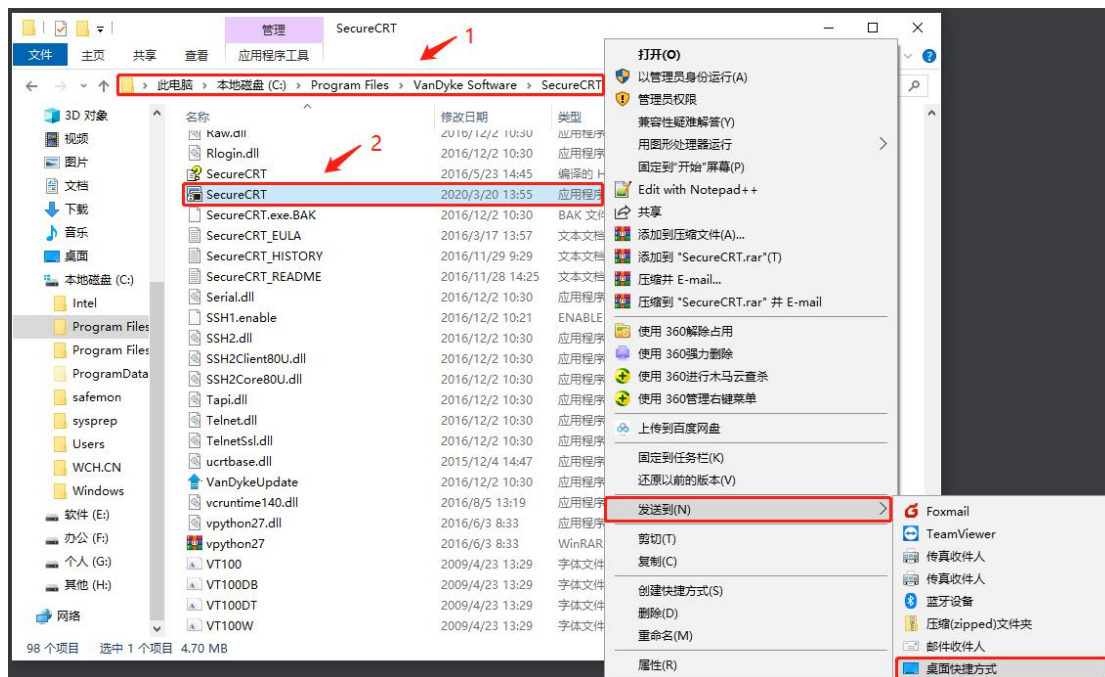 管理
SecureCRT
文件
主页
共享
查看
应用程序工具
1
此电脑 › 本地磁盘 (C:) › Program Files › VanDyke Software › SecureCRT
3D 对象
视频
图片
文档
下载
音乐
桌面
本地磁盘 (C:)
Intel
Program Files
Program Files
ProgramData
safemon
sysprep
Users
WCH.CN
Windows
软件 (E:)
办公 (F:)
个人 (G:)
其他 (H:)
网络
名称 修改日期 类型
Raw.dll 2016/12/2 10:30 应用程序
2
Rlogin.dll 2016/12/2 10:30 应用程序
SecureCRT 2016/5/23 14:45 编译的 H
SecureCRT 2020/3/20 13:55 应用程序
SecureCRT.exe.BAK 2016/12/2 10:30 BAK 文件
SecureCRT_EULA 2016/3/17 13:57 文本文档
SecureCRT_HISTORY 2016/11/29 9:29 文本文档
SecureCRT_README 2016/11/28 14:25 文本文档
Serial.dll 2016/12/2 10:30 应用程序
SSH1.enable 2016/12/2 10:21 ENABLE
SSH2.dll 2016/12/2 10:30 应用程序
SSH2Client80U.dll 2016/12/2 10:30 应用程序
SSH2Core80U.dll 2016/12/2 10:30 应用程序
Tapi.dll 2016/12/2 10:30 应用程序
Telnet.dll 2016/12/2 10:30 应用程序
TelnetSsl.dll 2016/12/2 10:30 应用程序
ucrtbase.dll 2015/12/4 14:47 应用程序
VanDykeUpdate 2016/12/2 10:30 应用程序
vcruntime140.dll 2016/8/5 13:19 应用程序
vpython27.dll 2016/6/3 8:33 应用程序
vpython27 2016/6/3 8:33 WinRAR
VT100 2009/4/23 13:29 字体文件
VT100DB 2009/4/23 13:29 字体文件
VT100DT 2009/4/23 13:29 字体文件
VT100W 2009/4/23 13:29 字体文件
98 个项目 选中 1 个项目 4.70 MB
打开(O)
以管理员身份运行(A)
管理员权限
兼容性疑难解答(Y)
用图形处理器运行
固定到"开始"屏幕(P)
Edit with Notepad++
共享
添加到压缩文件(A)...
添加到 "SecureCRT.rar"(T)
压缩并 E-mail...
压缩到 "SecureCRT.rar" 并 E-mail
使用 360解除占用
使用 360强力删除
使用 360进行木马云查杀
使用 360管理右键菜单
上传到百度网盘
固定到任务栏(K)
还原以前的版本(V)
发送到(N)
剪切(T)
复制(C)
创建快捷方式(S)
删除(D)
重命名(M)
属性(R)
Foxmail
TeamViewer
传真收件人
传真收件人
蓝牙设备
压缩(zipped)文件夹
邮件收件人
桌面快捷方式